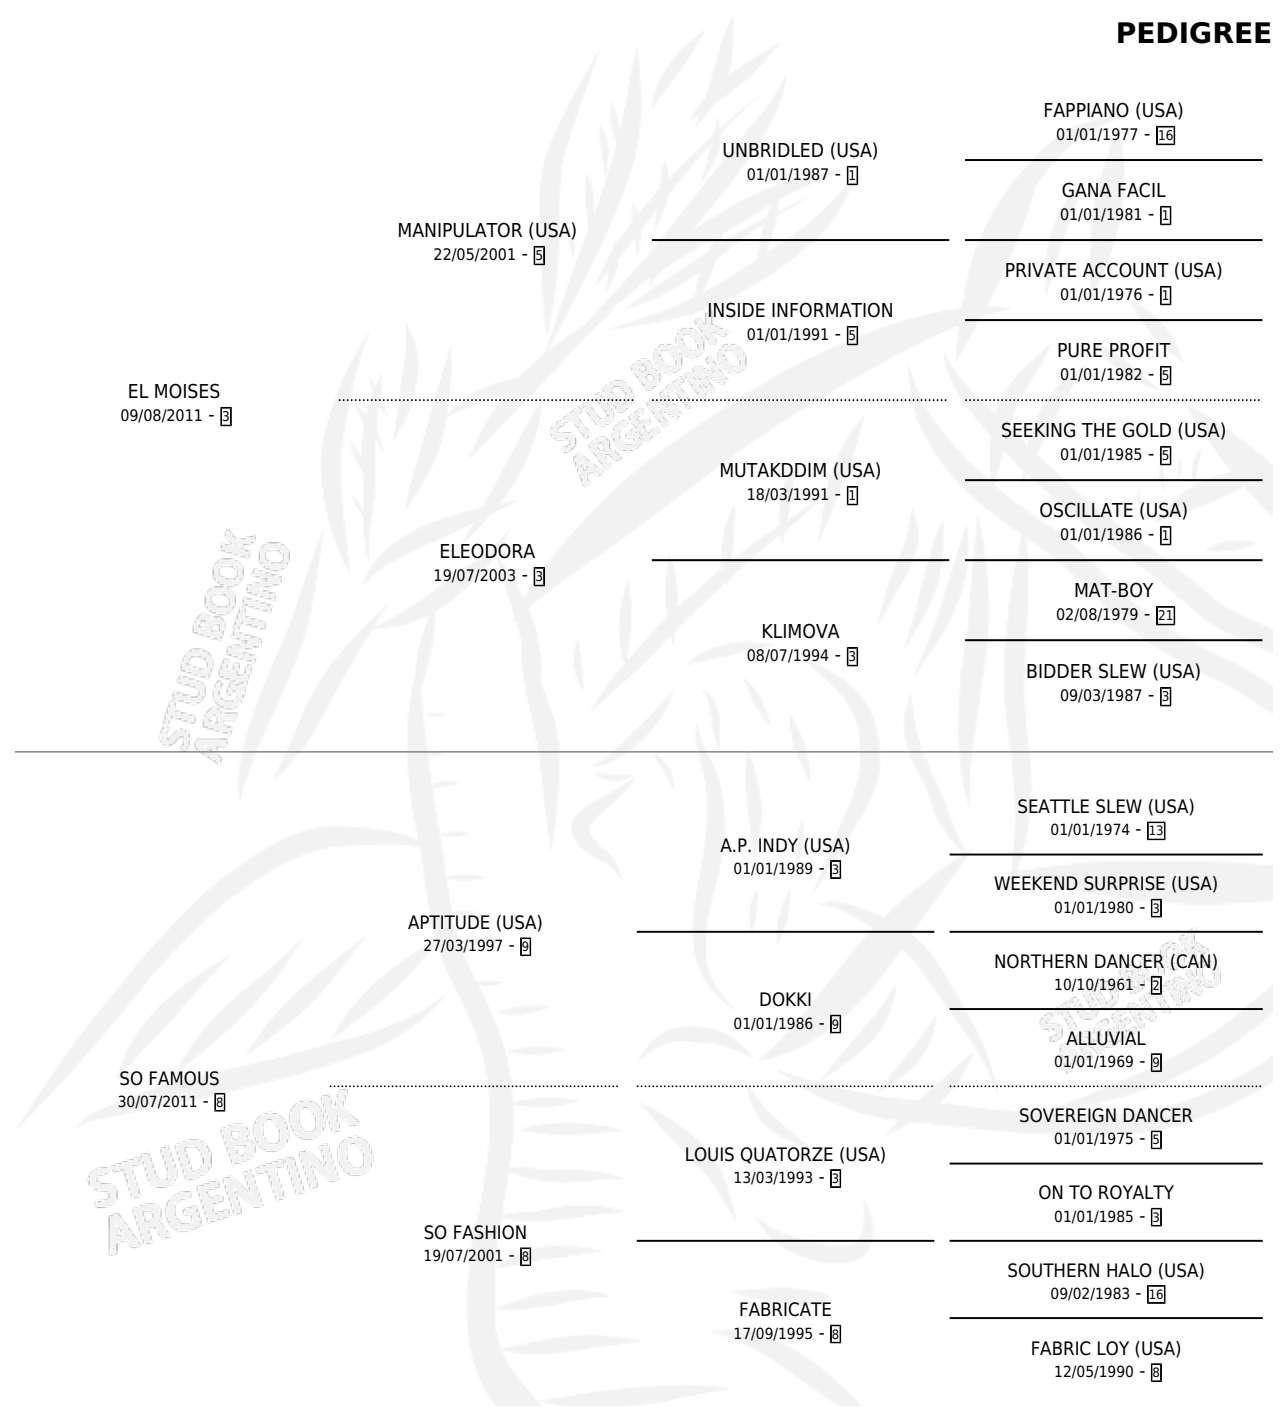 PEDIGREE
FAPPIANO (USA)
01/01/1977 - 16
UNBRIDLED (USA)
01/01/1987 - 1
GANA FACIL
01/01/1981 - 1
MANIPULATOR (USA)
22/05/2001 - 5
PRIVATE ACCOUNT (USA)
01/01/1976 - 1
INSIDE INFORMATION
01/01/1991 - 5
PURE PROFIT
01/01/1982 - 5
EL MOISES
09/08/2011 - 3
SEEKING THE GOLD (USA)
01/01/1985 - 5
MUTAKDDIM (USA)
18/03/1991 - 1
OSCILLATE (USA)
01/01/1986 - 1
ELEODORA
19/07/2003 - 3
MAT-BOY
02/08/1979 - 21
KLIMOVA
08/07/1994 - 3
BIDDER SLEW (USA)
09/03/1987 - 3
SEATTLE SLEW (USA)
01/01/1974 - 13
A.P. INDY (USA)
01/01/1989 - 3
WEEKEND SURPRISE (USA)
01/01/1980 - 3
APTITUDE (USA)
27/03/1997 - 9
NORTHERN DANCER (CAN)
10/10/1961 - 2
DOKKI
01/01/1986 - 9
ALLUVIAL
01/01/1969 - 9
SO FAMOUS
30/07/2011 - 8
SOVEREIGN DANCER
01/01/1975 - 5
LOUIS QUATORZE (USA)
13/03/1993 - 3
ON TO ROYALTY
01/01/1985 - 3
SO FASHION
19/07/2001 - 8
SOUTHERN HALO (USA)
09/02/1983 - 16
FABRICATE
17/09/1995 - 8
FABRIC LOY (USA)
12/05/1990 - 8
STUD BOOK
ARGENTINO
STUD BOOK
ARGENTINO
STUD BOOK
ARGENTINO
STUD BOOK
ARGENTINO